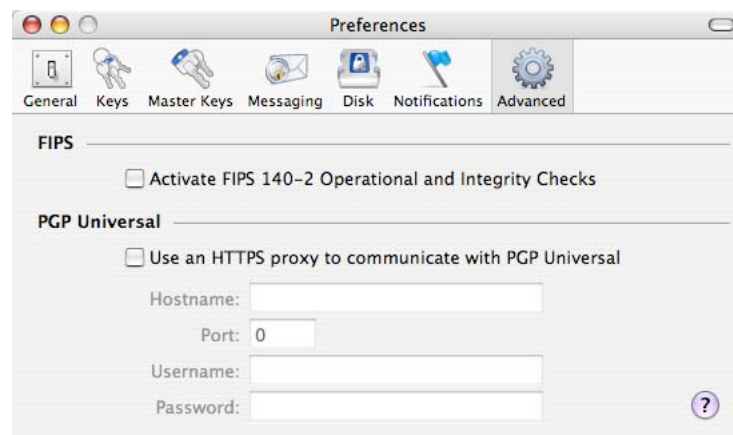 Preferences
General Keys Master Keys Messaging Disk Notifications Advanced
FIPS
Activate FIPS 140-2 Operational and Integrity Checks
PGP Universal
Use an HTTPS proxy to communicate with PGP Universal
Hostname:
Port: 0
Username:
Password:
?